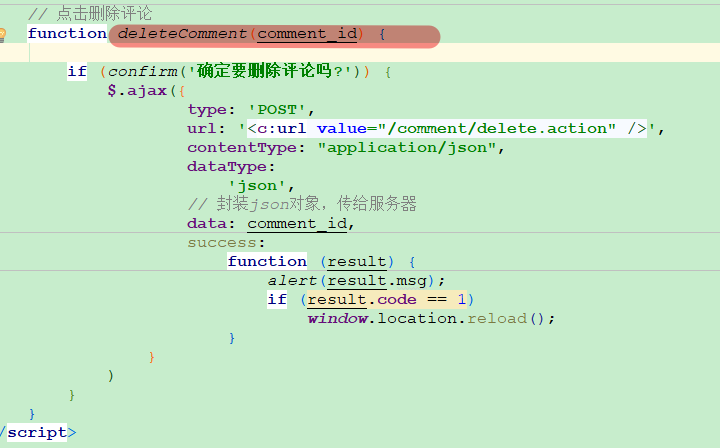 // 点击删除评论
function deleteComment(comment_id) {
if (confirm('确定要删除评论吗?')) {
$.ajax({
type: 'POST',
url: '<c:url value="/comment/delete.action" />',
contentType: "application/json",
dataType:
'json',
// 封装json对象，传给服务器
data: comment_id,
success:
function (result) {
alert(result.msg);
if (result.code == 1)
window.location.reload();
}
}
)
}
}
/script>